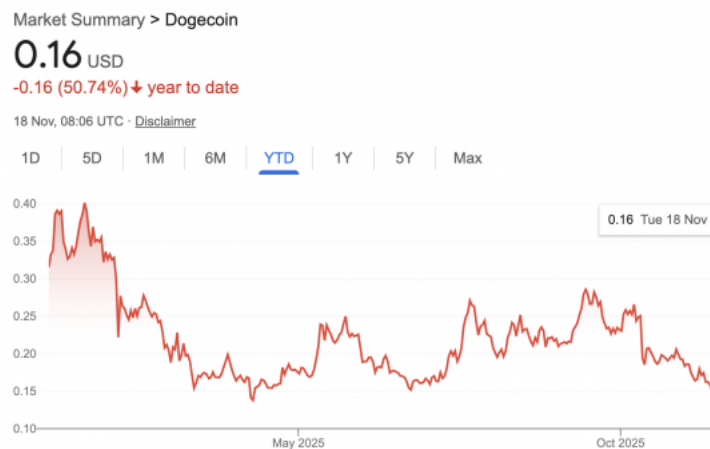 Market Summary > Dogecoin
0.16 USD
-0.16 (50.74%)↓ year to date
18 Nov, 08:06 UTC · Disclaimer
1D 5D 1M 6M YTD 1Y 5Y Max
0.40
0.16 Tue 18 Nov
0.35
0.30
0.25
0.20
0.15
0.10
May 2025 Oct 2025